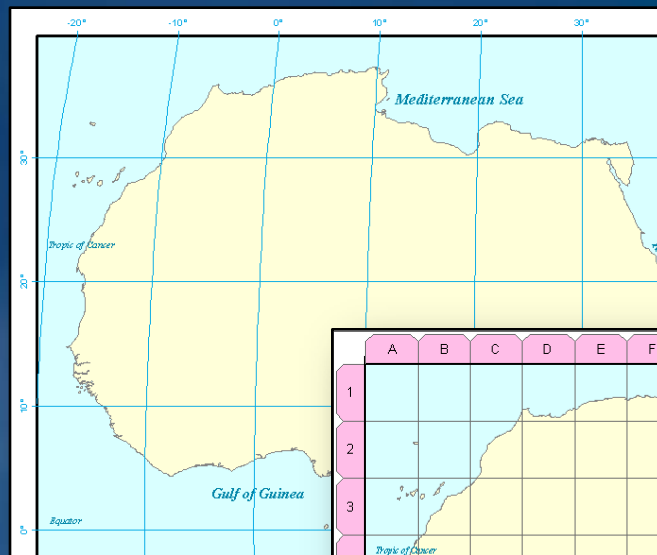 -20° -10° 0° 10° 20° 30°
Mediterranean Sea
30°
Tropic of Cancer
20°
A B C D E F
1
10°
2
Gulf of Guinea
3
Equator
0°
Tropic of Cancer